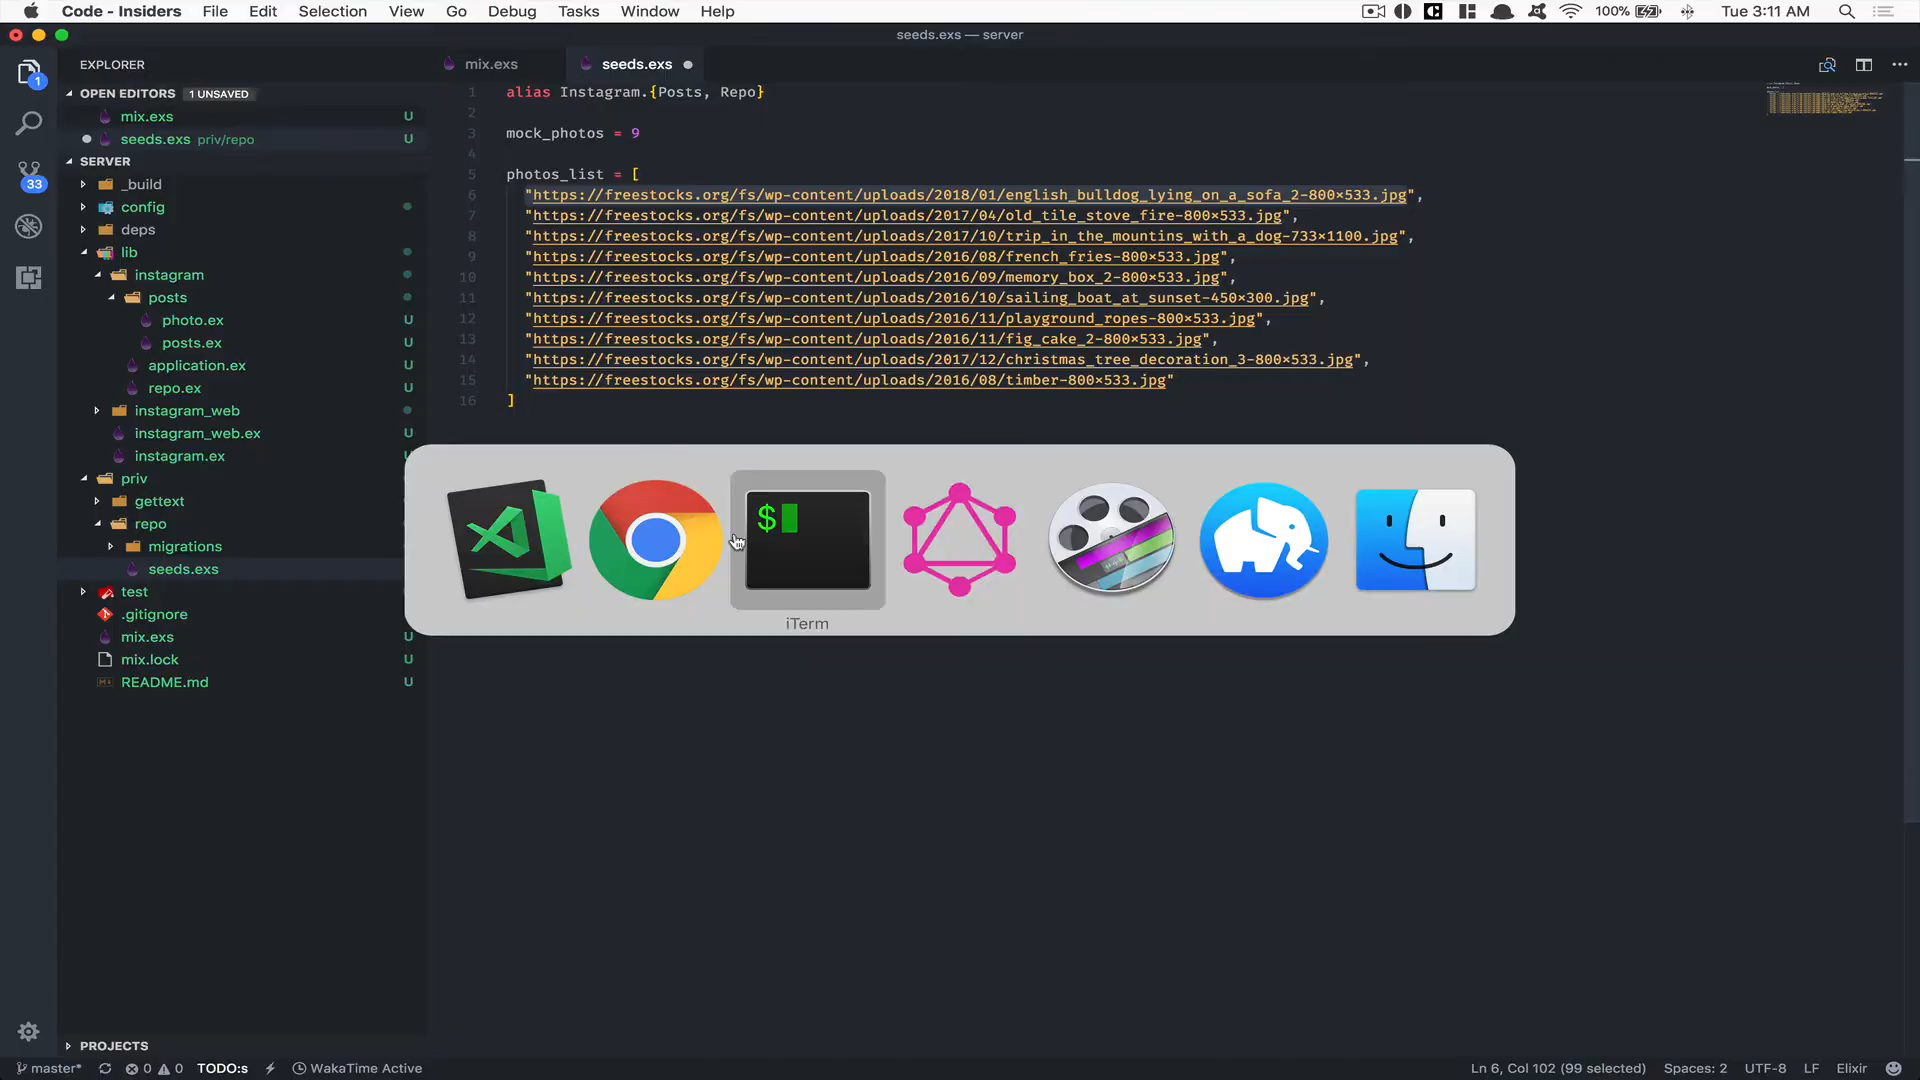 Code - Insiders File Edit Selection View Go Debug Tasks Window Help 100% Tue 3:11 AM
seeds.exs — server
EXPLORER
OPEN EDITORS 1 UNSAVED
mix.exs U
seeds.exs priv/repo U
SERVER
_build
config
deps
lib
instagram
posts
photo.ex U
posts.ex U
application.ex U
repo.ex U
instagram_web
instagram_web.ex U
instagram.ex
priv
gettext
repo
migrations
seeds.exs
test
.gitignore
mix.exs U
mix.lock U
README.md U
PROJECTS
mix.exs seeds.exs
1 alias Instagram.{Posts, Repo}
2
3 mock_photos = 9
4
5 photos_list = [
6 "https://freestocks.org/fs/wp-content/uploads/2018/01/english_bulldog_lying_on_a_sofa_2-800×533.jpg",
7 "https://freestocks.org/fs/wp-content/uploads/2017/04/old_tile_stove_fire-800×533.jpg",
8 "https://freestocks.org/fs/wp-content/uploads/2017/10/trip_in_the_mountins_with_a_dog-733×1100.jpg",
9 "https://freestocks.org/fs/wp-content/uploads/2016/08/french_fries-800×533.jpg",
10 "https://freestocks.org/fs/wp-content/uploads/2016/09/memory_box_2-800×533.jpg",
11 "https://freestocks.org/fs/wp-content/uploads/2016/10/sailing_boat_at_sunset-450×300.jpg",
12 "https://freestocks.org/fs/wp-content/uploads/2016/11/playground_ropes-800×533.jpg",
13 "https://freestocks.org/fs/wp-content/uploads/2016/11/fig_cake_2-800×533.jpg",
14 "https://freestocks.org/fs/wp-content/uploads/2017/12/christmas_tree_decoration_3-800×533.jpg",
15 "https://freestocks.org/fs/wp-content/uploads/2016/08/timber-800×533.jpg"
16 ]
$
iTerm
1
33
master* 0 0 TODO:s WakaTime Active Ln 6, Col 102 (99 selected) Spaces: 2 UTF-8 LF Elixir